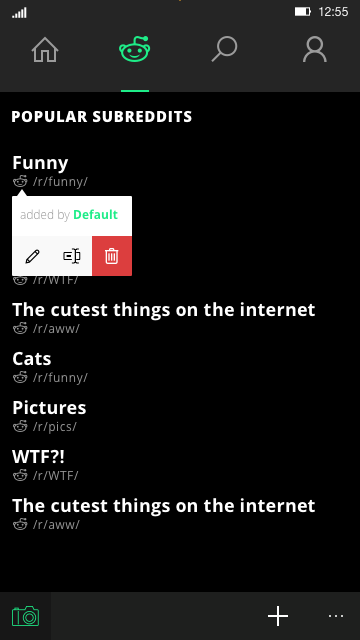 12:55
POPULAR SUBREDDITS
Funny
/r/funny/
added by Default
/r/WTF/
The cutest things on the internet
/r/aww/
Cats
/r/funny/
Pictures
/r/pics/
WTF?!
/r/WTF/
The cutest things on the internet
/r/aww/